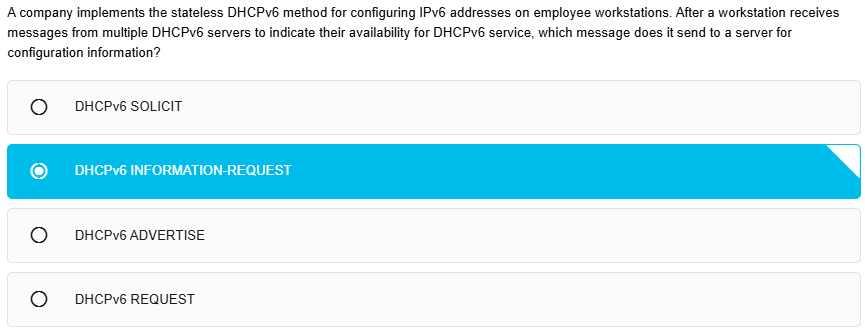 A company implements the stateless DHCPv6 method for configuring IPv6 addresses on employee workstations. After a workstation receives
messages from multiple DHCPv6 servers to indicate their availability for DHCPv6 service, which message does it send to a server for
configuration information?
DHCPv6 SOLICIT
DHCPv6 INFORMATION-REQUEST
DHCPv6 ADVERTISE
DHCPv6 REQUEST